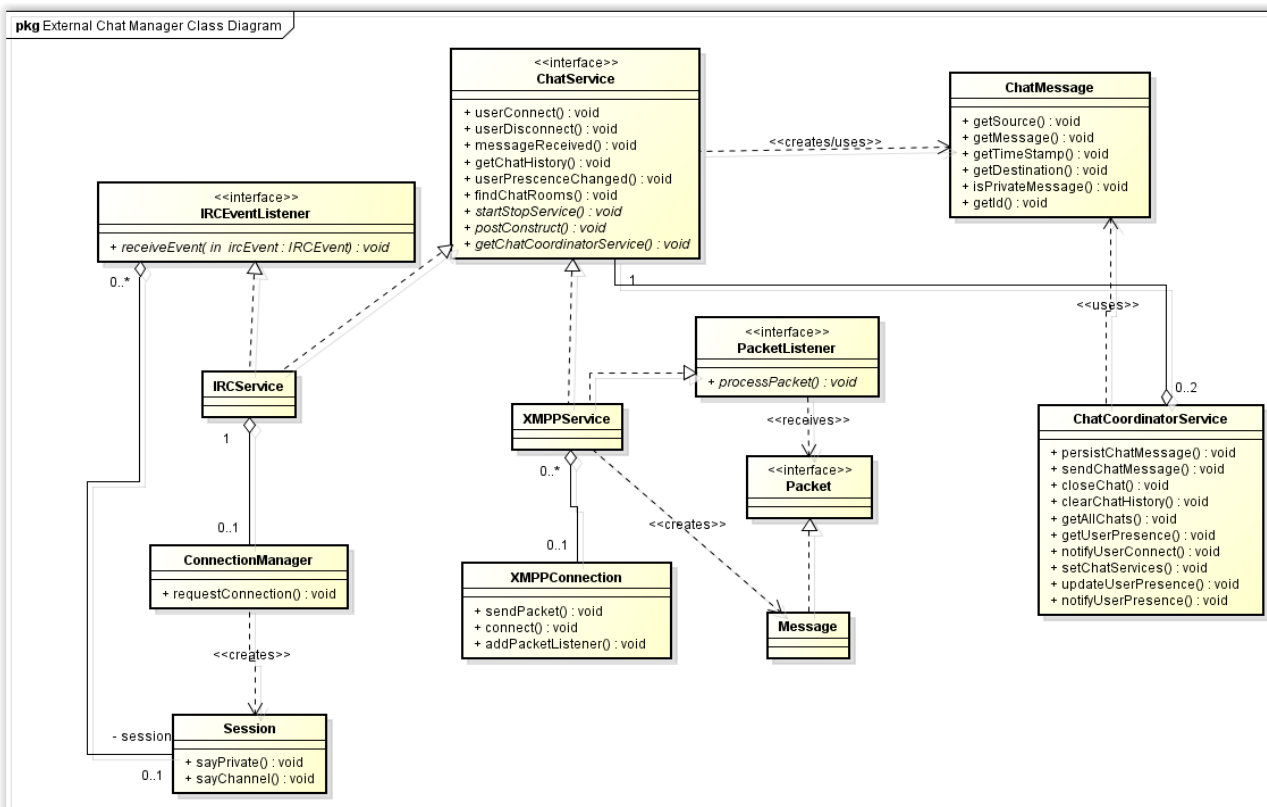 pkg External Chat Manager Class Diagram
<<interface>>
ChatService
+ userConnect() : void
+ userDisconnect() : void
+ messageReceived() : void
+ getChatHistory() : void
+ userPrescenceChanged() : void
+ findChatRooms() : void
+ startStopService() : void
+ postConstruct() : void
+ getChatCoordinatorService() : void
<<creates/uses>>
ChatMessage
+ getSource() : void
+ getMessage() : void
+ getTimeStamp() : void
+ getDestination() : void
+ isPrivateMessage() : void
+ getId() : void
<<interface>>
IRCEventListener
+ receiveEvent( in ircEvent : IRCEvent) : void
0..*
1
<<uses>>
<<interface>>
PacketListener
+ processPacket() : void
IRCService
1
XMPPService
0..*
<<receives>>
0..2
ChatCoordinatorService
+ persistChatMessage() : void
+ sendChatMessage() : void
+ closeChat() : void
+ clearChatHistory() : void
+ getAllChats() : void
+ getUserPresence() : void
+ notifyUserConnect() : void
+ setChatServices() : void
+ updateUserPresence() : void
+ notifyUserPresence() : void
<<interface>>
Packet
<<creates>>
0..1
ConnectionManager
+ requestConnection() : void
0..1
XMPPConnection
+ sendPacket() : void
+ connect() : void
+ addPacketListener() : void
Message
<<creates>>
- session
0..1
Session
+ sayPrivate() : void
+ sayChannel() : void